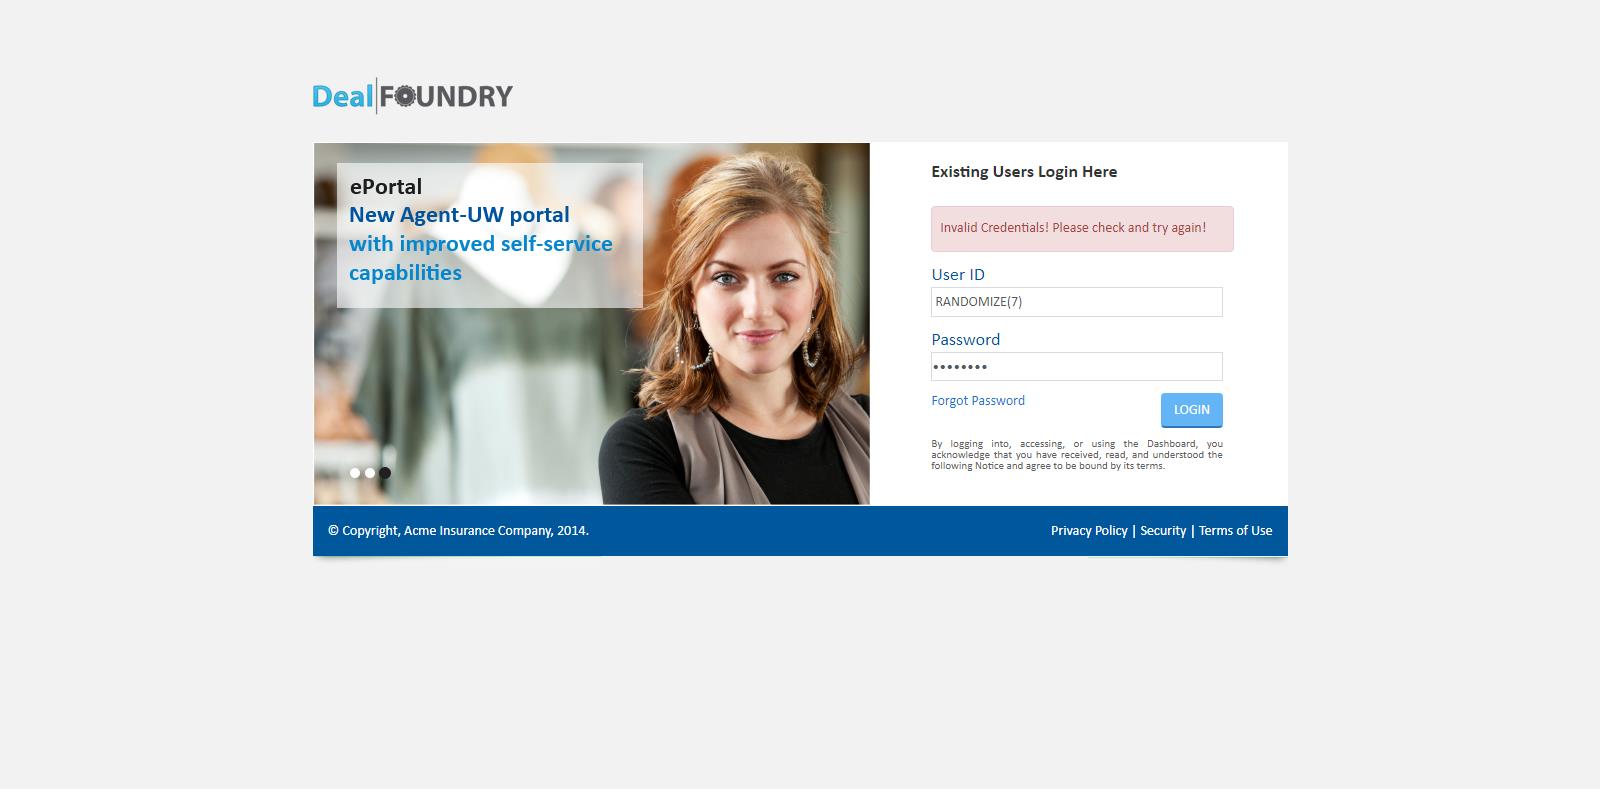 Deal FOUNDRY
ePortal
New Agent-UW portal
with improved self-service
capabilities
Existing Users Login Here
Invalid Credentials! Please check and try again!
User ID
RANDOMIZE(7)
Password
••••••••
Forgot Password
LOGIN
By logging into, accessing, or using the Dashboard, you
acknowledge that you have received, read, and understood the
following Notice and agree to be bound by its terms.
© Copyright, Acme Insurance Company, 2014.
Privacy Policy | Security | Terms of Use